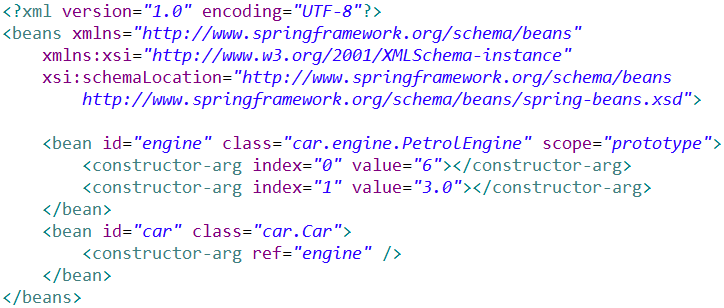 <?xml version="1.0" encoding="UTF-8"?>
<beans xmlns="http://www.springframework.org/schema/beans"
    xmlns:xsi="http://www.w3.org/2001/XMLSchema-instance"
    xsi:schemaLocation="http://www.springframework.org/schema/beans
        http://www.springframework.org/schema/beans/spring-beans.xsd">

    <bean id="engine" class="car.engine.PetrolEngine" scope="prototype">
        <constructor-arg index="0" value="6"></constructor-arg>
        <constructor-arg index="1" value="3.0"></constructor-arg>
    </bean>
    <bean id="car" class="car.Car">
        <constructor-arg ref="engine" />
    </bean>
</beans>